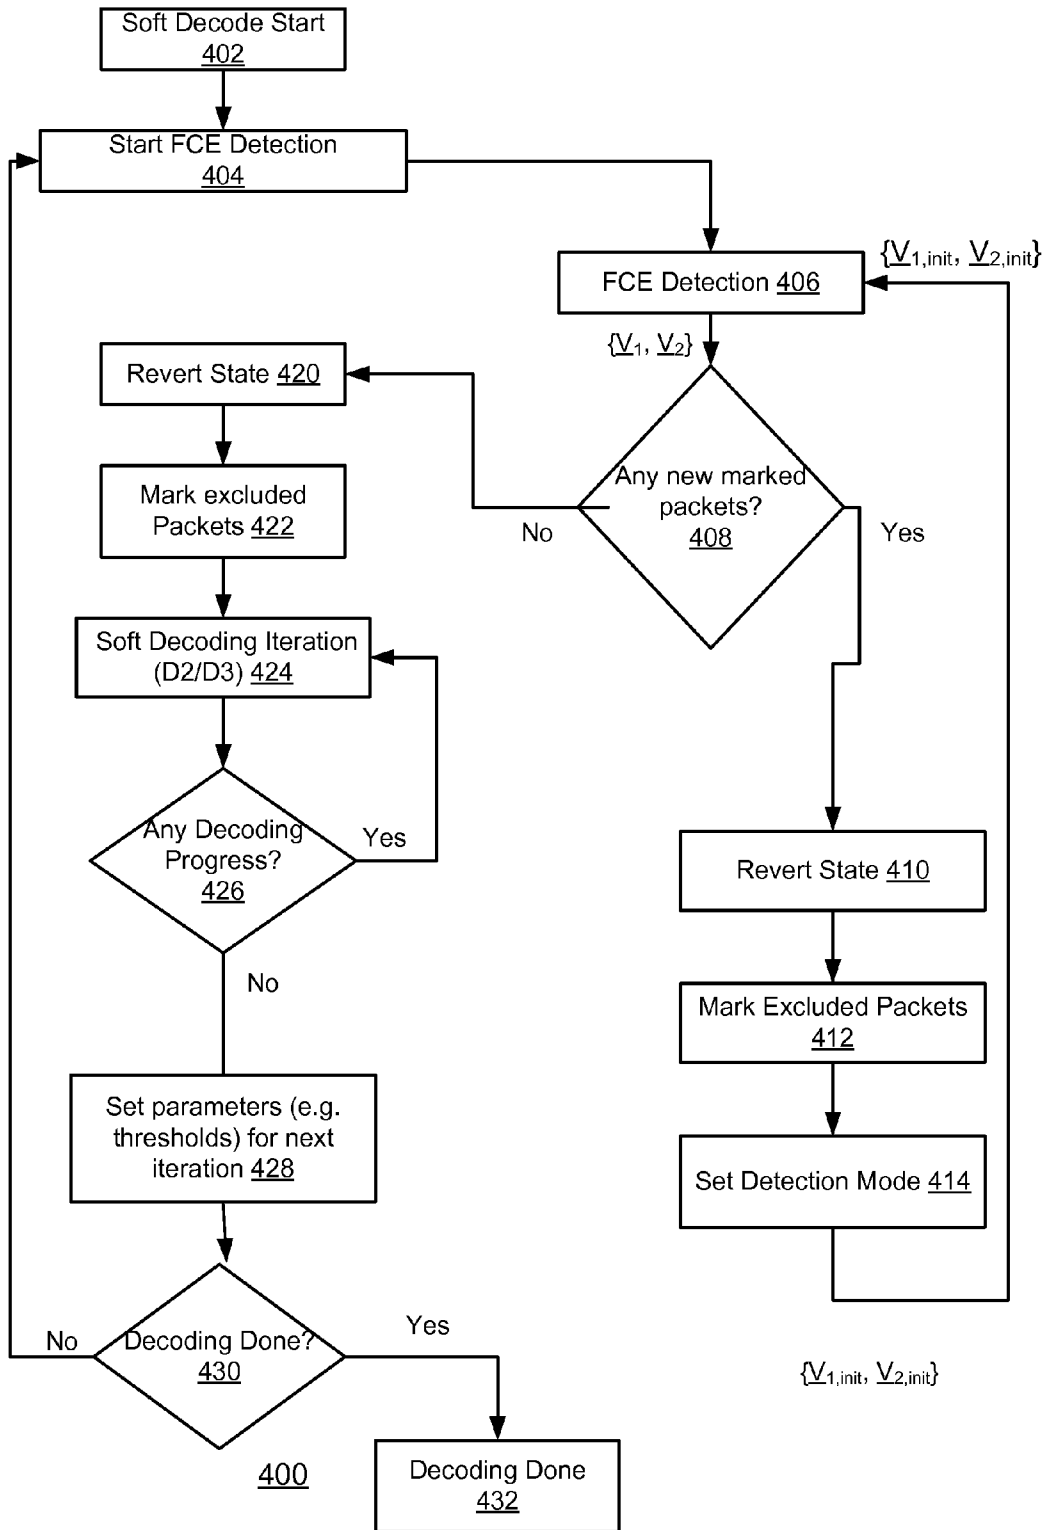 Soft Decode Start
402
Start FCE Detection
404
{V1,init, V2,init}
FCE Detection 406
{V1, V2}
Revert State 420
Any new marked
packets?
408
No
Yes
Mark excluded
Packets 422
Soft Decoding Iteration
(D2/D3) 424
Any Decoding
Progress?
426
Yes
No
Revert State 410
Mark Excluded Packets
412
Set parameters (e.g.
thresholds) for next
iteration 428
Set Detection Mode 414
Decoding Done?
430
No
Yes
{V1,init, V2,init}
Decoding Done
432
400